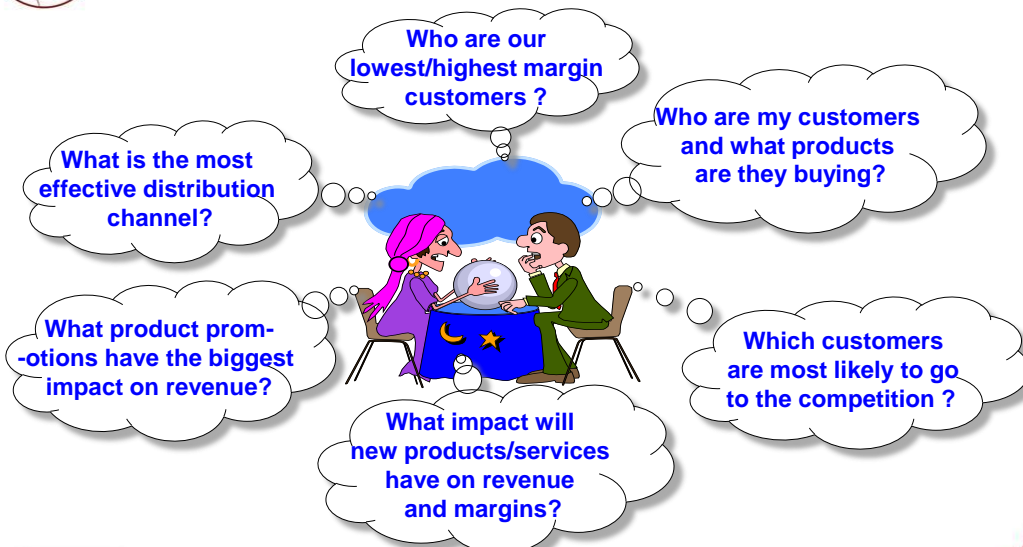 Who are our
lowest/highest margin
customers ?
Who are my customers
and what products
are they buying?
What is the most
effective distribution
channel?
What product prom-
-otions have the biggest
impact on revenue?
Which customers
are most likely to go
to the competition ?
What impact will
new products/services
have on revenue
and margins?